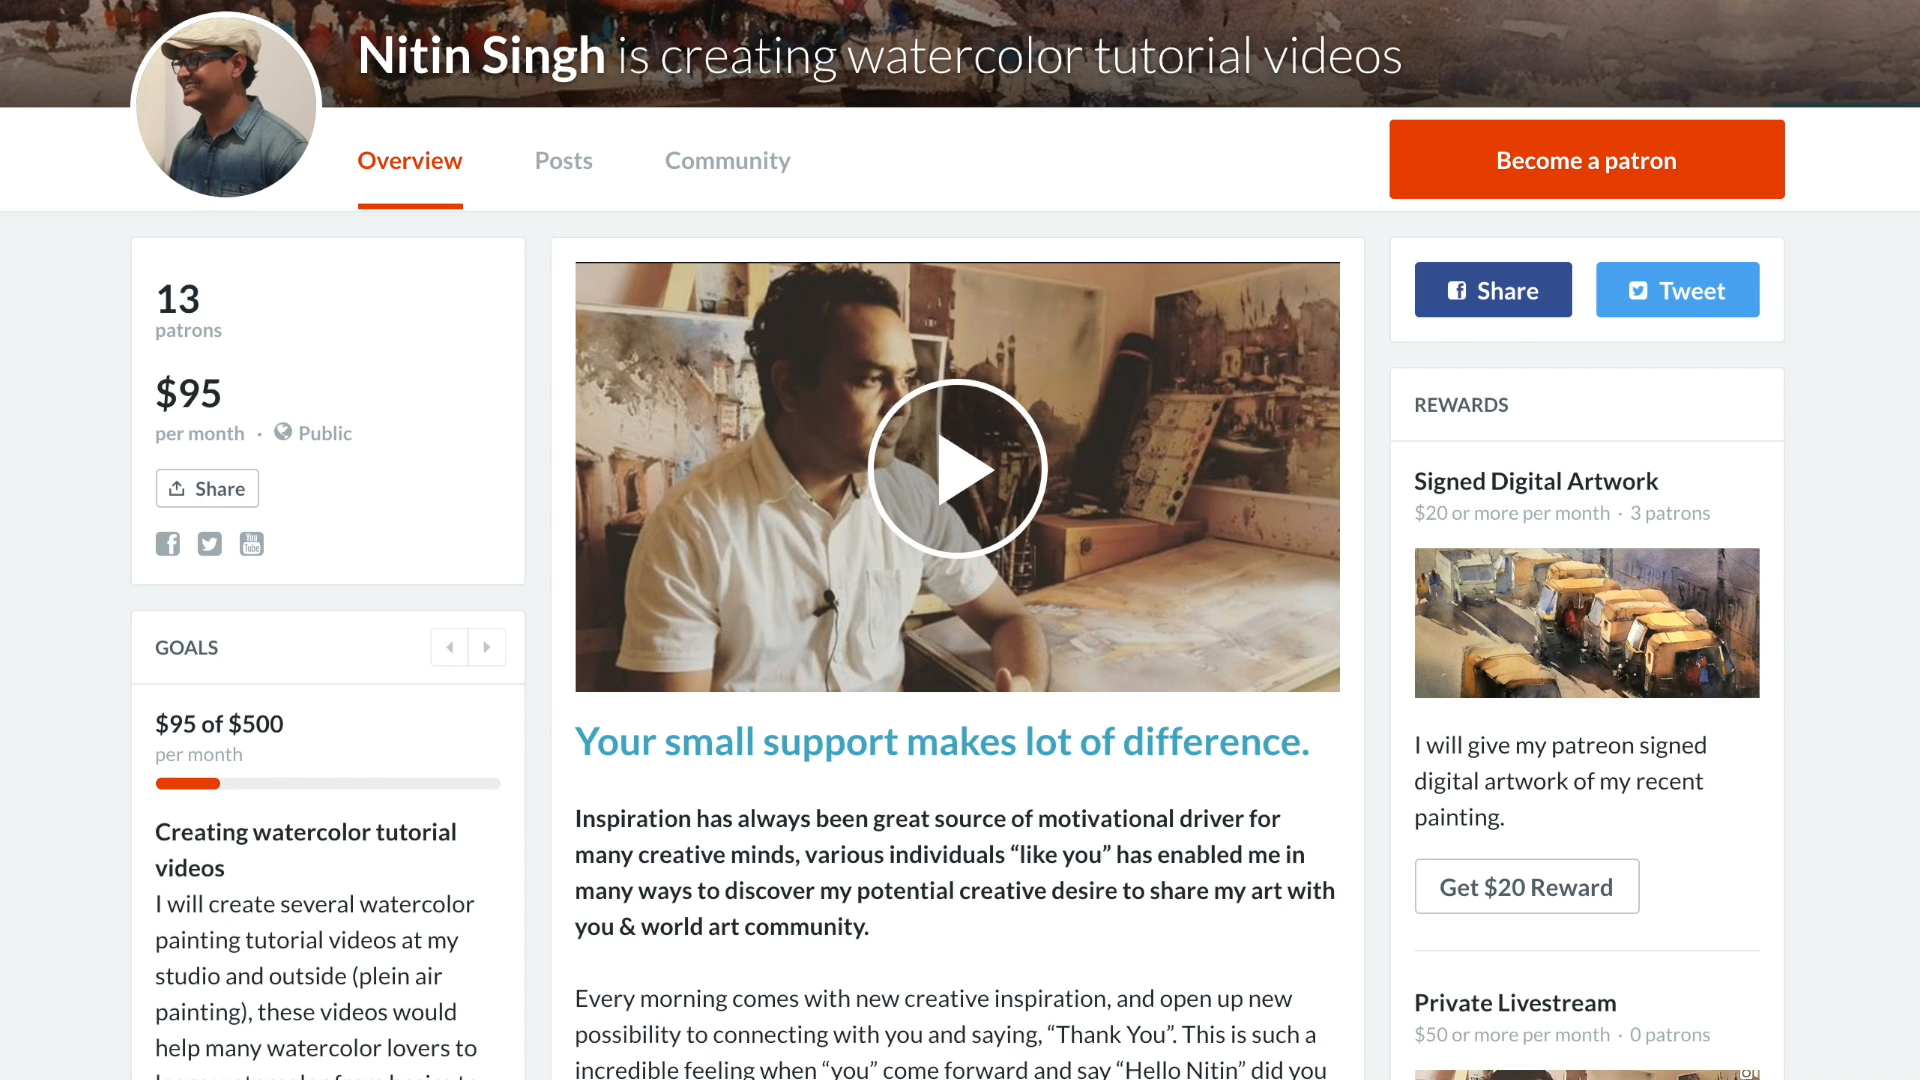 Nitin Singh is creating watercolor tutorial videos
Overview
Posts
Community
Become a patron
13
patrons
$95
per month · Public
Share
You
Tube
GOALS
$95 of $500
per month
Creating watercolor tutorial
videos
I will create several watercolor
painting tutorial videos at my
studio and outside (plein air
painting), these videos would
help many watercolor lovers to
Your small support makes lot of difference.
Inspiration has always been great source of motivational driver for
many creative minds, various individuals “like you” has enabled me in
many ways to discover my potential creative desire to share my art with
you & world art community.
Every morning comes with new creative inspiration, and open up new
possibility to connecting with you and saying, “Thank You”. This is such a
incredible feeling when “you” come forward and say “Hello Nitin” did you
Share
Tweet
REWARDS
Signed Digital Artwork
$20 or more per month · 3 patrons
I will give my patreon signed
digital artwork of my recent
painting.
Get $20 Reward
Private Livestream
$50 or more per month · 0 patrons